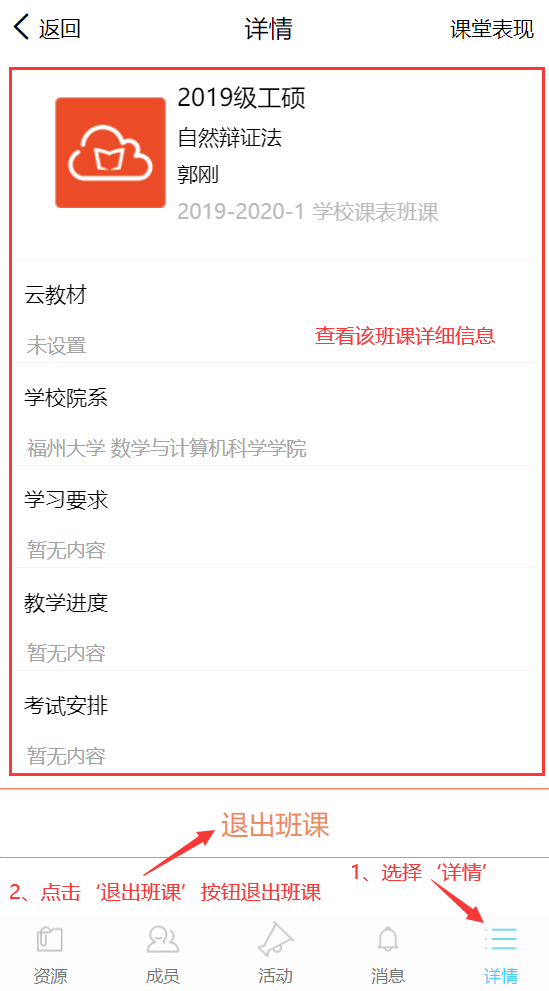 返回 详情 课堂表现
2019级工硕
自然辩证法
郭刚
2019-2020-1 学校课表班课
云教材
查看该班课详细信息
未设置
学校院系
福州大学 数学与计算机科学学院
学习要求
暂无内容
教学进度
暂无内容
考试安排
暂无内容
退出班课
1、选择‘详情’
2、点击‘退出班课’按钮退出班课
资源 成员 活动 消息 详情